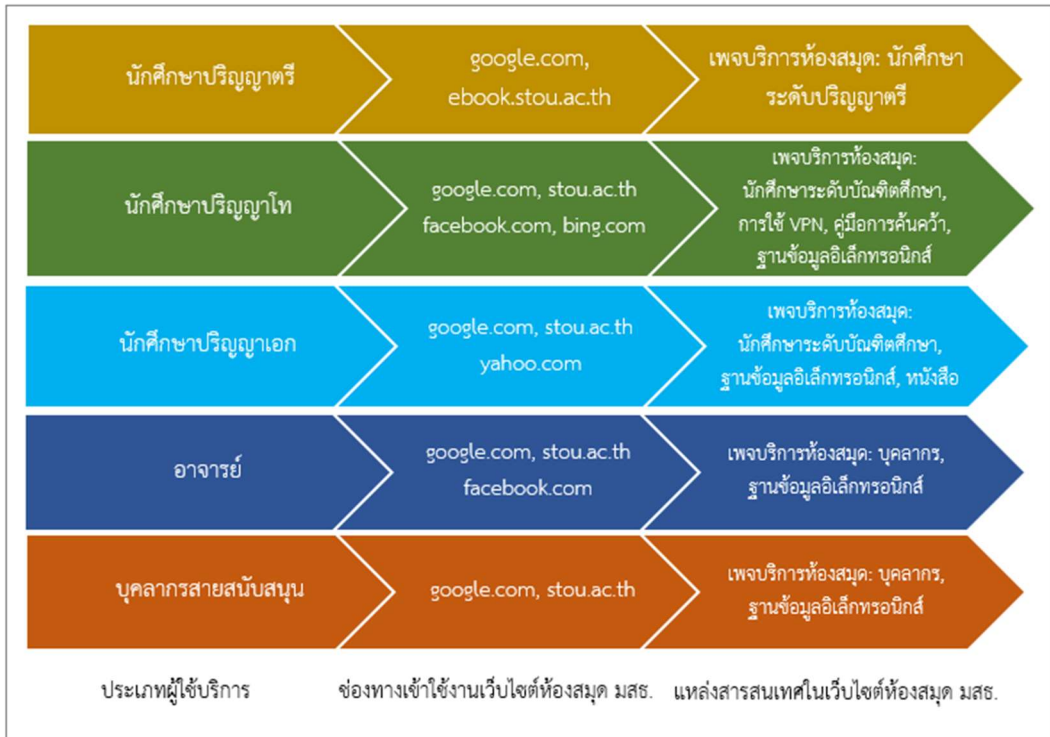 นักศึกษาปริญญาตรี
google.com,
ebook.stou.ac.th
เพจบริการห้องสมุด: นักศึกษา
ระดับปริญญาตรี
นักศึกษาปริญญาโท
google.com, stou.ac.th
facebook.com, bing.com
เพจบริการห้องสมุด:
นักศึกษาระดับบัณฑิตศึกษา,
การใช้ VPN, คู่มือการค้นคว้า,
ฐานข้อมูลอิเล็กทรอนิกส์
นักศึกษาปริญญาเอก
google.com, stou.ac.th
yahoo.com
เพจบริการห้องสมุด:
นักศึกษาระดับบัณฑิตศึกษา,
ฐานข้อมูลอิเล็กทรอนิกส์, หนังสือ
อาจารย์
google.com, stou.ac.th
facebook.com
เพจบริการห้องสมุด: บุคลากร,
ฐานข้อมูลอิเล็กทรอนิกส์
บุคลากรสายสนับสนุน
google.com, stou.ac.th
เพจบริการห้องสมุด: บุคลากร,
ฐานข้อมูลอิเล็กทรอนิกส์
ประเภทผู้ใช้บริการ
ช่องทางเข้าใช้งานเว็บไซต์ห้องสมุด มสธ.
แหล่งสารสนเทศในเว็บไซต์ห้องสมุด มสธ.